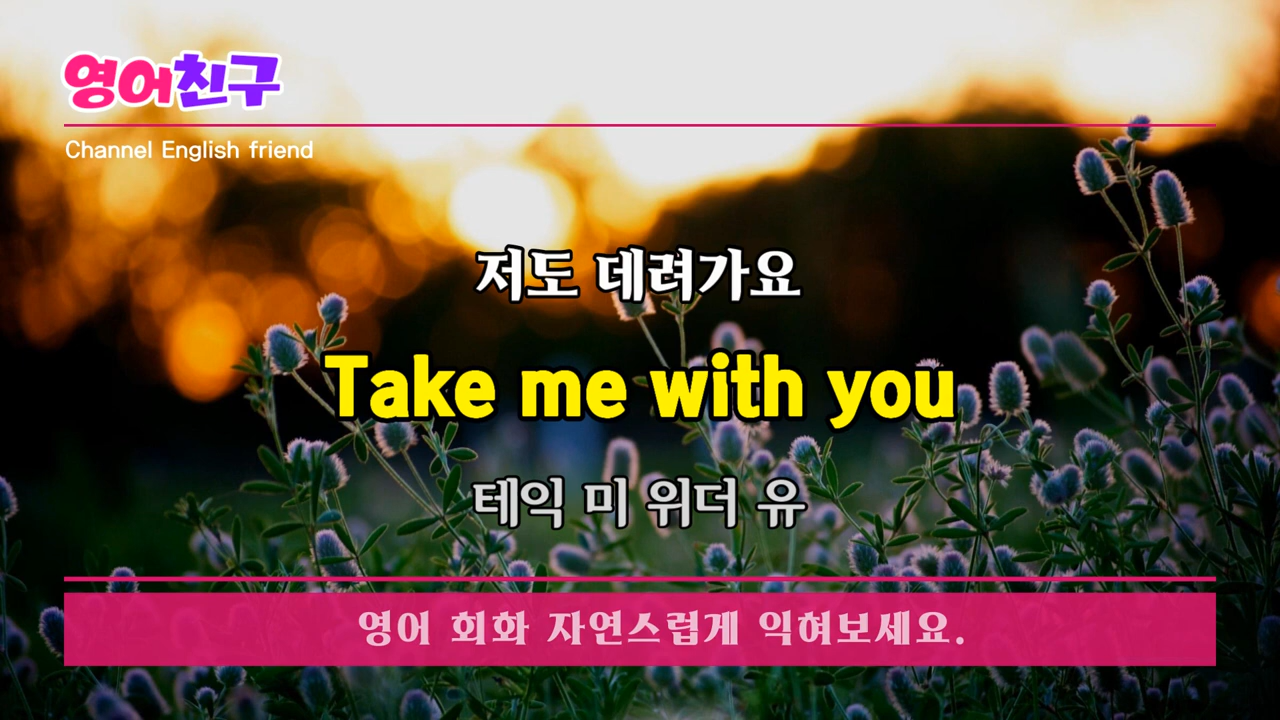 영어친구
Channel English friend
저도 데려가요
Take me with you
테익 미 위더 유
영어 회화 자연스럽게 익혀보세요.